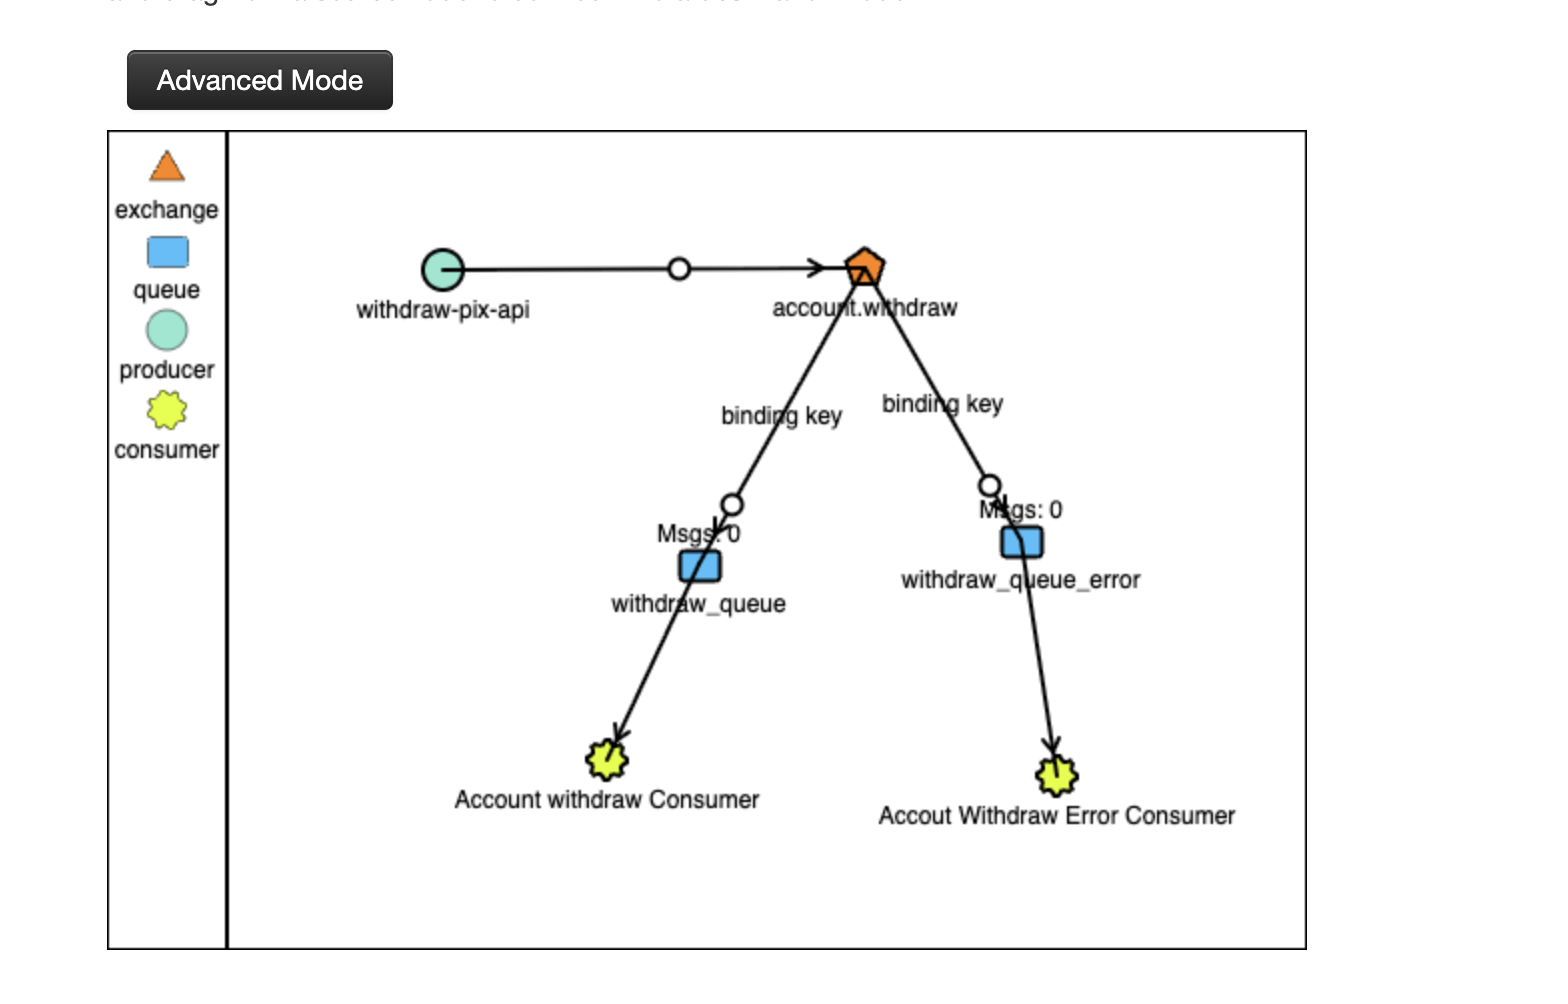 Advanced Mode
exchange
queue
producer
consumer
withdraw-pix-api
account.withdraw
binding key
binding key
Msgs: 0
withdraw_queue
Msgs: 0
withdraw_queue_error
Account withdraw Consumer
Accout Withdraw Error Consumer